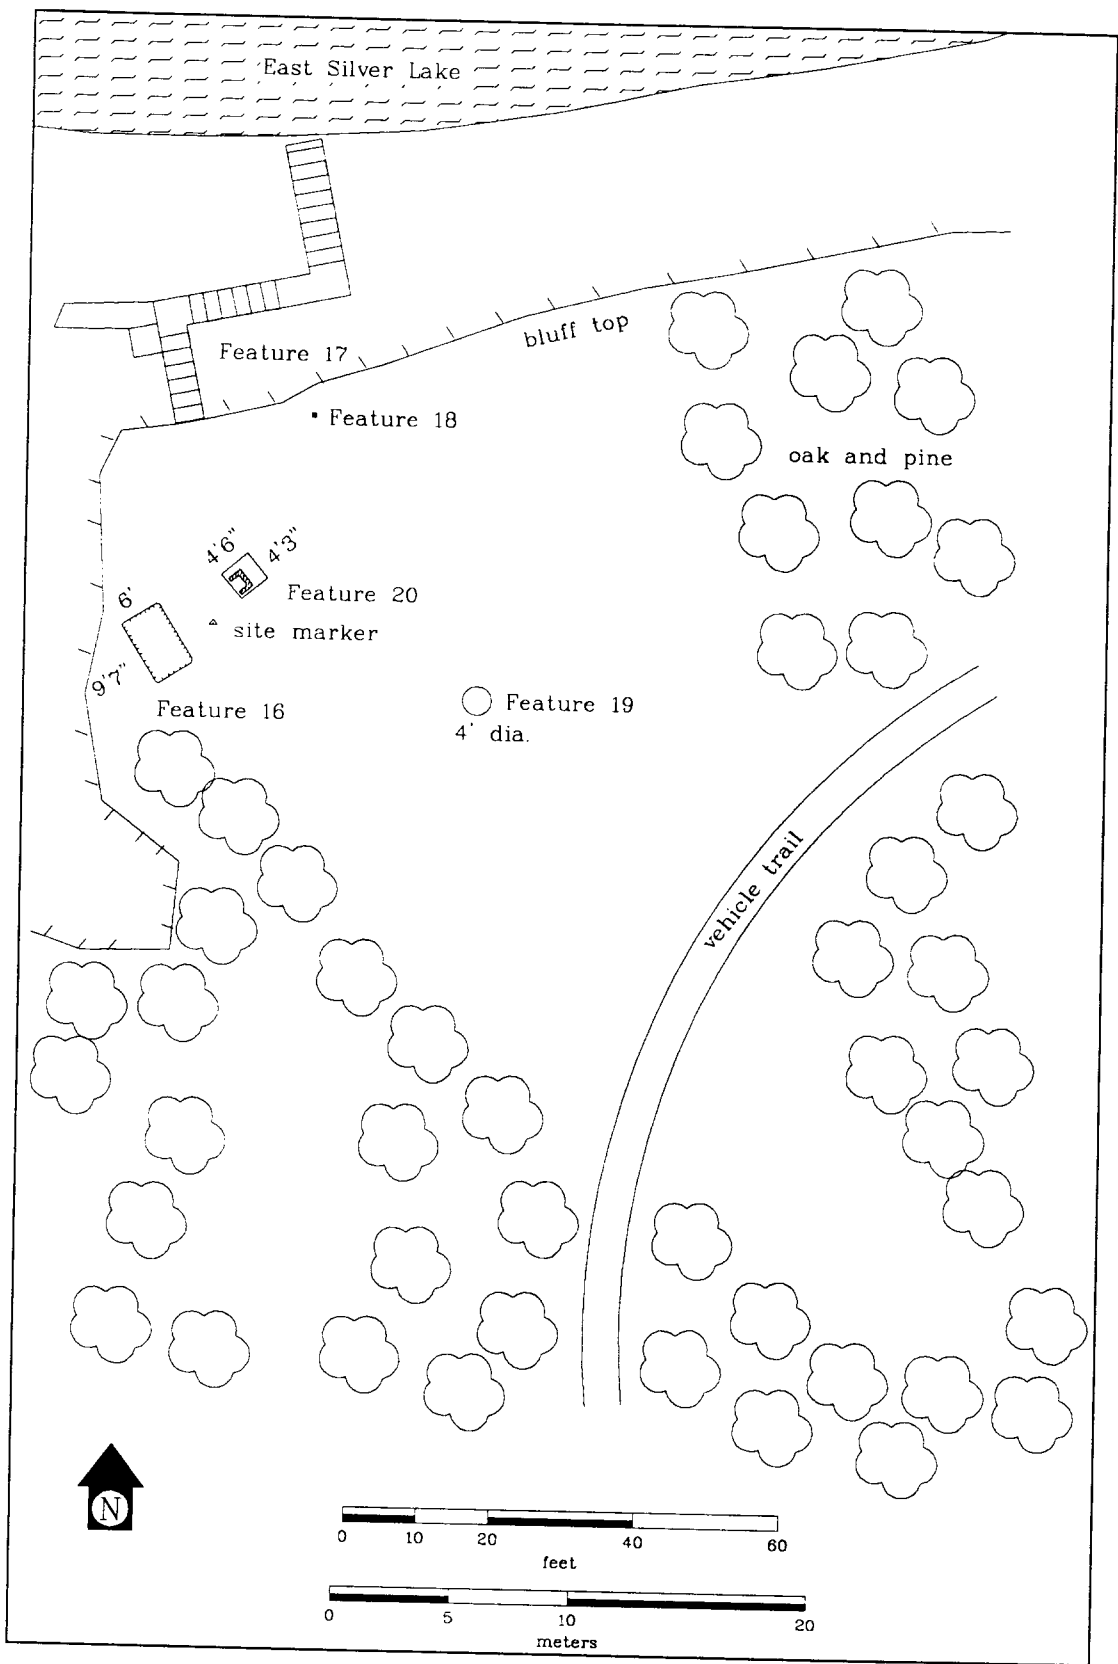 East Silver Lake
bluff top
Feature 17
Feature 18
oak and pine
4'6"
4'3"
Feature 20
6'
site marker
9'7"
Feature 16
Feature 19
4' dia.
vehicle trail
N
0 10 20 40 60
feet
0 5 10 20
meters